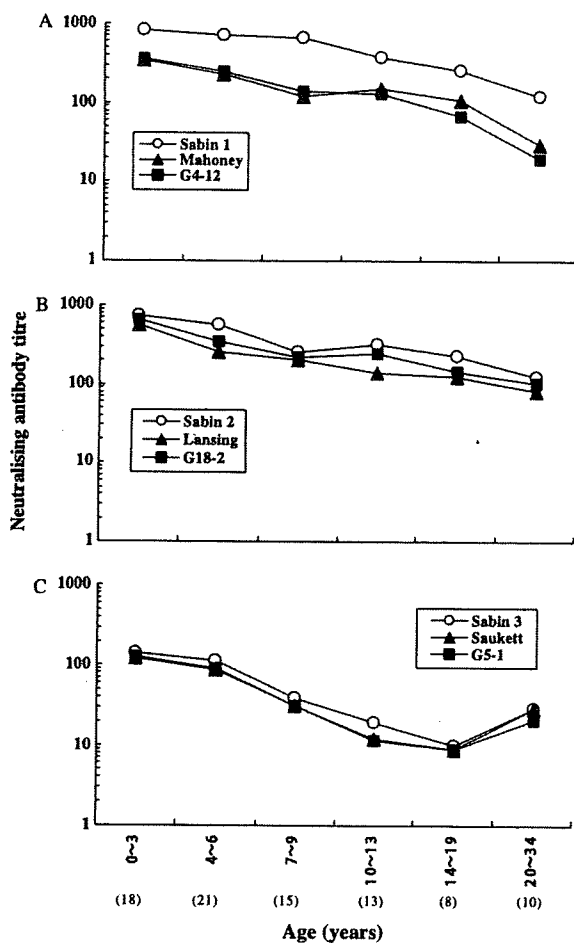 A
1000
100
10
1
Sabin 1
Mahoney
G4-12
B
1000
100
10
1
Sabin 2
Lansing
G18-2
Neutralising antibody titre
C
1000
100
10
1
Sabin 3
Saukett
G5-1
0~3
4~6
7~9
10~13
14~19
20~34
(18)
(21)
(15)
(13)
(8)
(10)
Age (years)